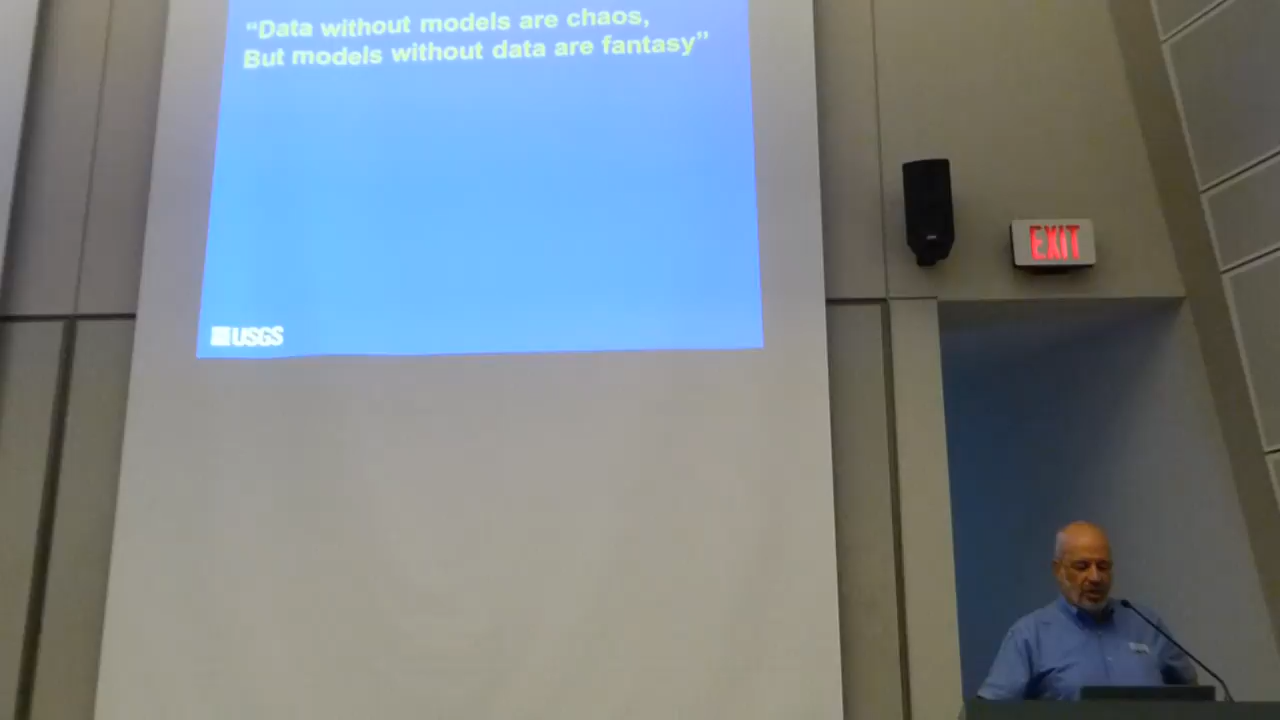 “Data without models are chaos,
But models without data are fantasy”
USGS
EXIT